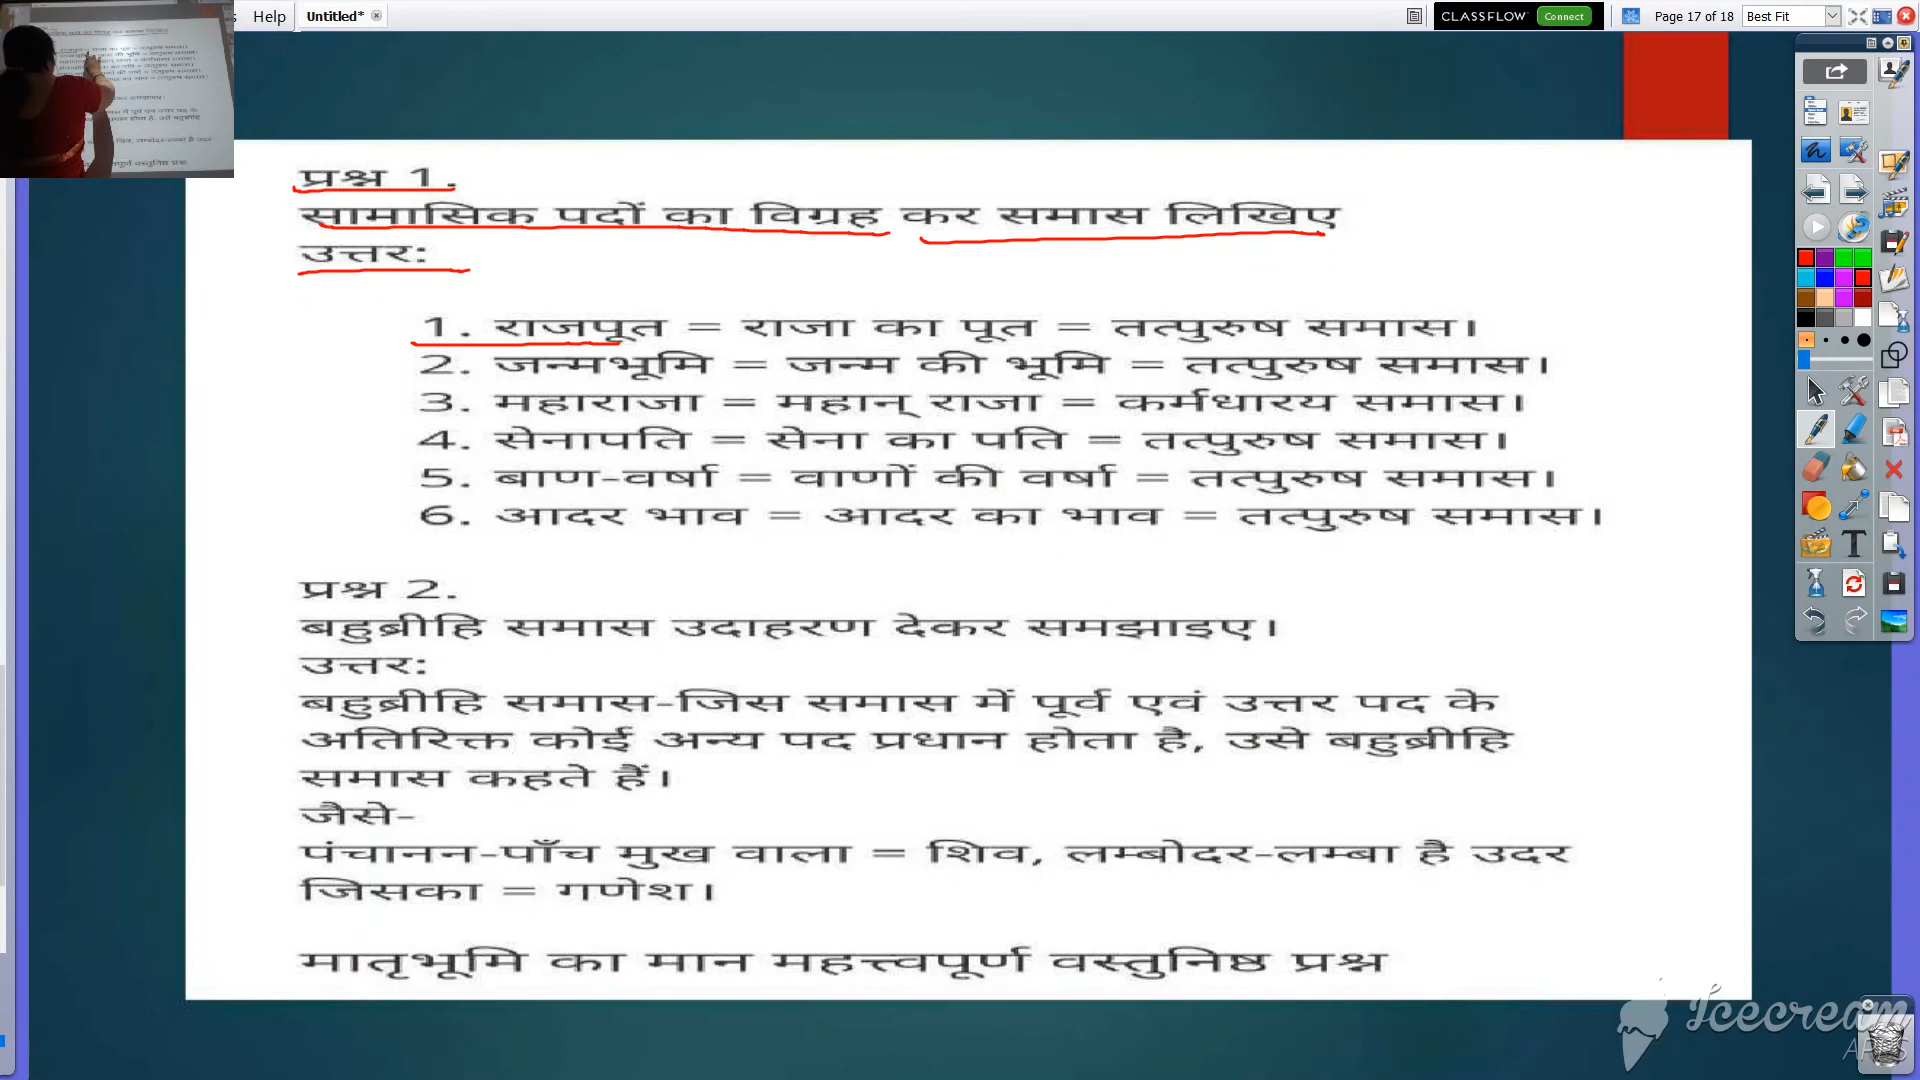 Help
Untitled*
CLASSFLOW
Connect
Page 17 of 18
Best Fit
प्रश्न 1.
सामासिक पदों का विग्रह कर समास लिखिए
उत्तर:
1. राजपूत = राजा का पूत = तत्पुरुष समास।
2. जन्मभूमि = जन्म की भूमि = तत्पुरुष समास।
3. महाराजा = महान् राजा = कर्मधारय समास।
4. सेनापति = सेना का पति = तत्पुरुष समास।
5. बाण-वर्षा = वाणों की वर्षा = तत्पुरुष समास।
6. आदर भाव = आदर का भाव = तत्पुरुष समास।
प्रश्न 2.
बहुब्रीहि समास उदाहरण देकर समझाइए।
उत्तर:
बहुब्रीहि समास-जिस समास में पूर्व एवं उत्तर पद के
अतिरिक्त कोई अन्य पद प्रधान होता है, उसे बहुब्रीहि
समास कहते हैं।
जैसे-
पंचानन-पाँच मुख वाला = शिव, लम्बोदर-लम्बा है उदर
जिसका = गणेश।
मातृभूमि का मान महत्त्वपूर्ण वस्तुनिष्ठ प्रश्न
Icecream
APPS